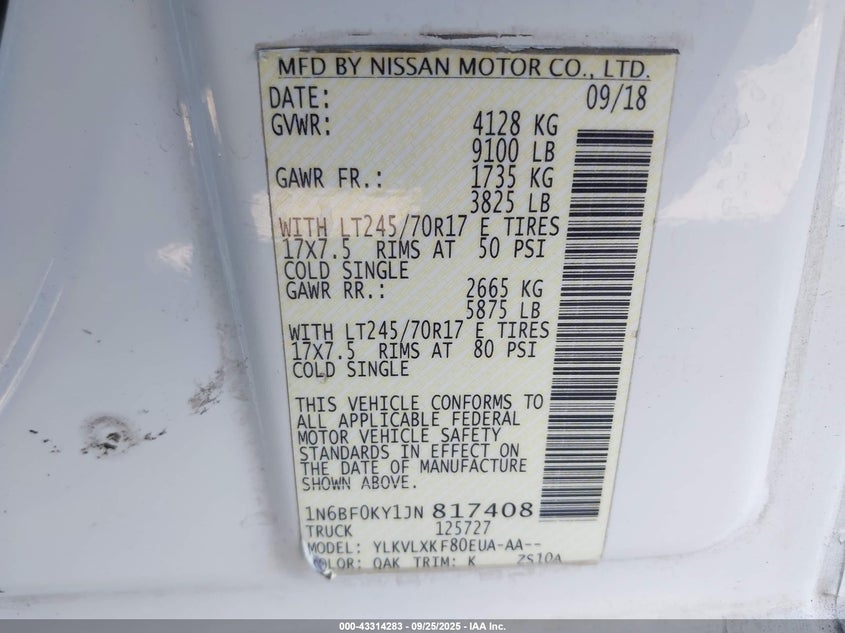 MFD BY NISSAN MOTOR CO., LTD.
DATE: 09/18
GVWR: 4128 KG
9100 LB
GAWR FR.: 1735 KG
3825 LB
WITH LT245/70R17 E TIRES
17X7.5 RIMS AT 50 PSI
COLD SINGLE
GAWR RR.: 2665 KG
5875 LB
WITH LT245/70R17 E TIRES
17X7.5 RIMS AT 80 PSI
COLD SINGLE
THIS VEHICLE CONFORMS TO
ALL APPLICABLE FEDERAL
MOTOR VEHICLE SAFETY
STANDARDS IN EFFECT ON
THE DATE OF MANUFACTURE
SHOWN ABOVE.
1N6BF0KY1JN 817408
TRUCK 125727
MODEL: YLKVLXKF80EUA-AA--
COLOR: QAK TRIM: K ZS10A
000-43314283 - 09/25/2025 - IAA Inc.